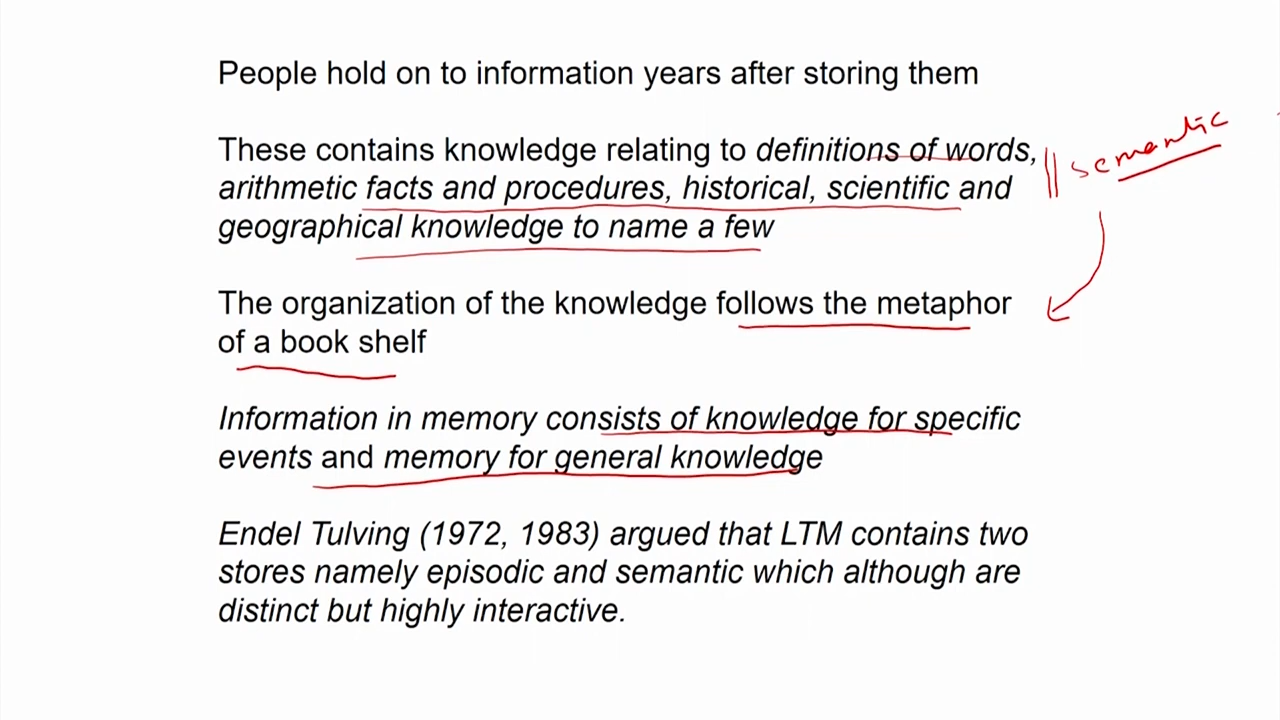 People hold on to information years after storing them
These contains knowledge relating to definitions of words,
arithmetic facts and procedures, historical, scientific and
geographical knowledge to name a few
semantic
The organization of the knowledge follows the metaphor
of a book shelf
Information in memory consists of knowledge for specific
events and memory for general knowledge
Endel Tulving (1972, 1983) argued that LTM contains two
stores namely episodic and semantic which although are
distinct but highly interactive.